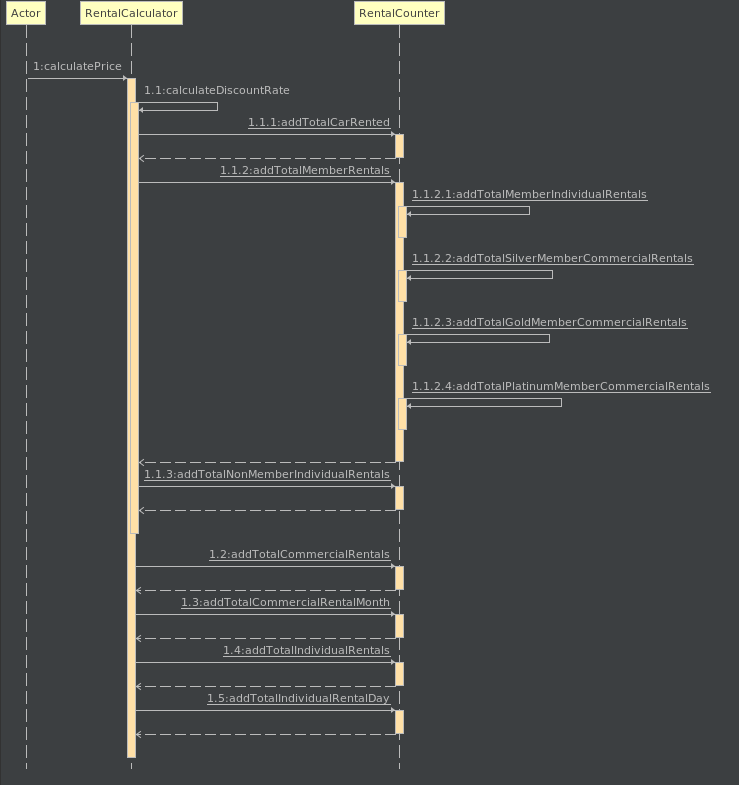 Actor
RentalCalculator
RentalCounter
1:calculatePrice
1.1:calculateDiscountRate
1.1.1:addTotalCarRented
1.1.2:addTotalMemberRentals
1.1.2.1:addTotalMemberIndividualRentals
1.1.2.2:addTotalSilverMemberCommercialRentals
1.1.2.3:addTotalGoldMemberCommercialRentals
1.1.2.4:addTotalPlatinumMemberCommercialRentals
1.1.3:addTotalNonMemberIndividualRentals
1.2:addTotalCommercialRentals
1.3:addTotalCommercialRentalMonth
1.4:addTotalIndividualRentals
1.5:addTotalIndividualRentalDay